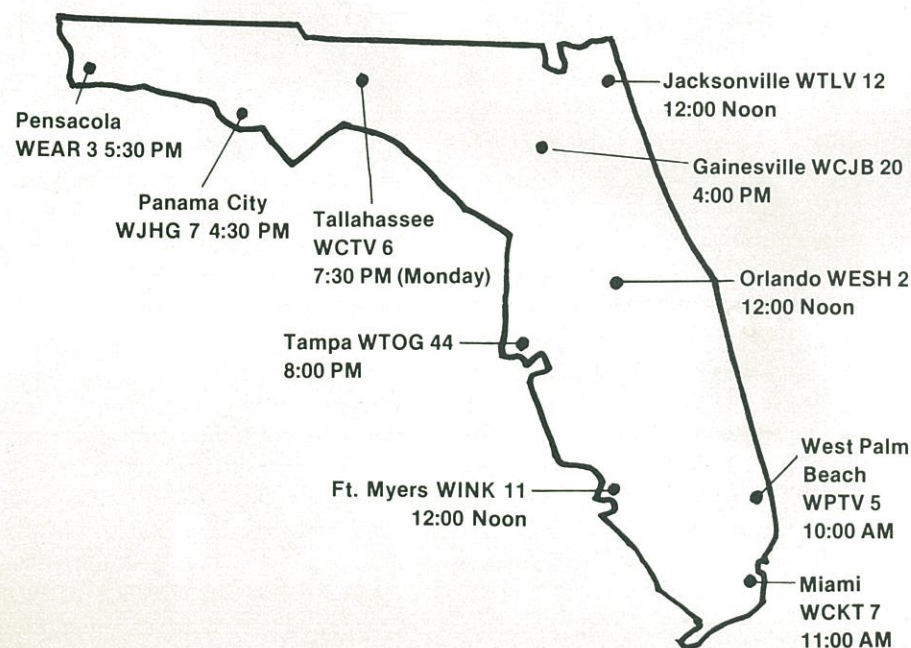 Pensacola
WEAR 3 5:30 PM
Panama City
WJHG 7 4:30 PM
Tallahassee
WCTV 6
7:30 PM (Monday)
Jacksonville WTLV 12
12:00 Noon
Gainesville WCJB 20
4:00 PM
Orlando WESH 2
12:00 Noon
Tampa WTOG 44
8:00 PM
Ft. Myers WINK 11
12:00 Noon
West Palm
Beach
WPTV 5
10:00 AM
Miami
WCKT 7
11:00 AM